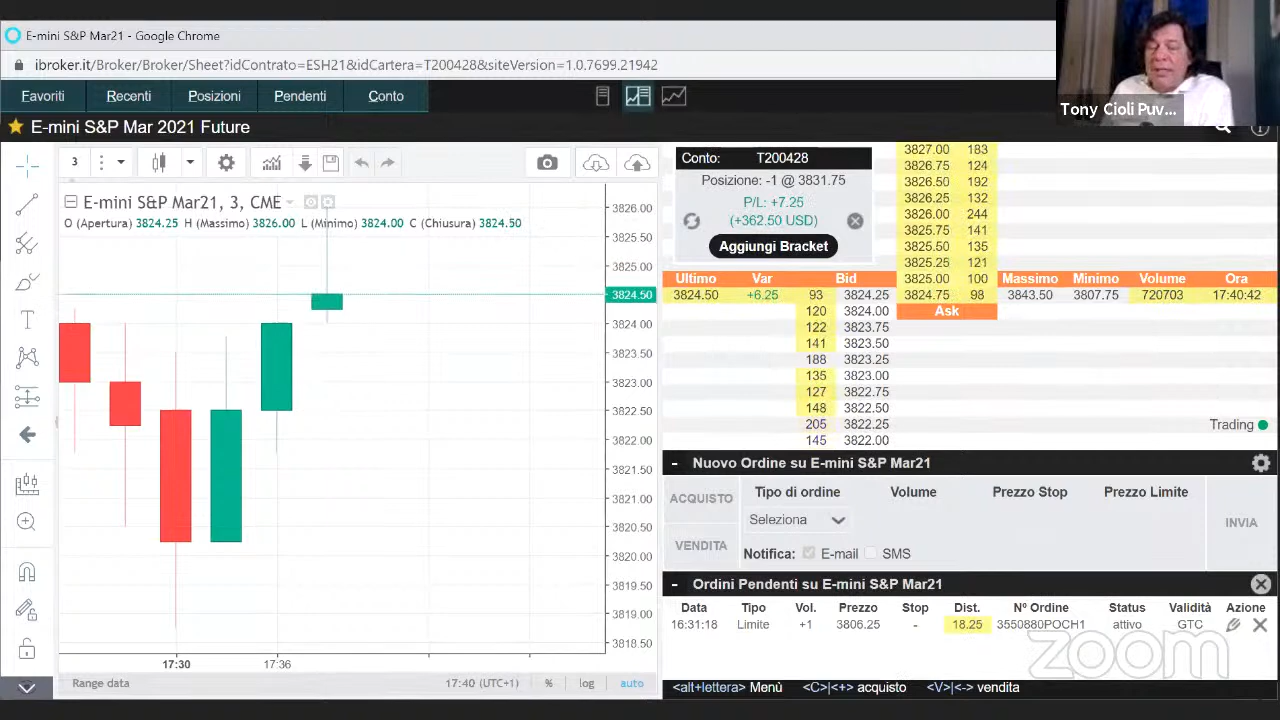 E-mini S&P Mar21 - Google Chrome
ibroker.it/Broker/Broker/Sheet?idContrato=ESH21&idCartera=T200428&siteVersion=1.0.7699.21942
Tony Cioli Puv...
Favoriti Recenti Posizioni Pendenti Conto
E-mini S&P Mar 2021 Future
3
E-mini S&P Mar21, 3, CME
O (Apertura) 3824.25 H (Massimo) 3826.00 L (Minimo) 3824.00 C (Chiusura) 3824.50
3826.00
3825.50
3825.00
3824.50
3824.00
3823.50
3823.00
3822.50
3822.00
3821.50
3821.00
3820.50
3820.00
3819.50
3819.00
3818.50
17:30 17:36
Range data 17:40 (UTC+1) % log auto
Conto: T200428
Posizione: -1 @ 3831.75
P/L: +7.25
(+362.50 USD)
Aggiungi Bracket
3827.00 183
3826.75 124
3826.50 192
3826.25 132
3826.00 244
3825.75 141
3825.50 135
3825.25 121
3825.00 100
Ultimo Var Bid Massimo Minimo Volume Ora
3824.50 +6.25 93 3824.25 3824.75 98 3843.50 3807.75 720703 17:40:42
120 3824.00 Ask
122 3823.75
141 3823.50
188 3823.25
135 3823.00
127 3822.75
148 3822.50
205 3822.25
145 3822.00
Trading
- Nuovo Ordine su E-mini S&P Mar21
ACQUISTO Tipo di ordine Volume Prezzo Stop Prezzo Limite
Seleziona INVIA
VENDITA Notifica: E-mail SMS
- Ordini Pendenti su E-mini S&P Mar21
Data Tipo Vol. Prezzo Stop Dist. Nº Ordine Status Validità Azione
16:31:18 Limite +1 3806.25 - 18.25 3550880POCH1 attivo GTC
zoom
<alt+lettera> Menù <C>|<+> acquisto <V>|<-> vendita